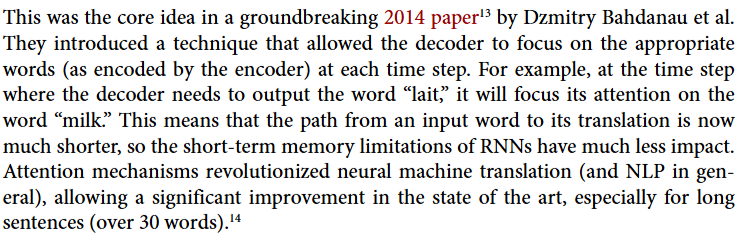 This was the core idea in a groundbreaking 2014 paper¹³ by Dzmitry Bahdanau et al.
They introduced a technique that allowed the decoder to focus on the appropriate
words (as encoded by the encoder) at each time step. For example, at the time step
where the decoder needs to output the word “lait,” it will focus its attention on the
word “milk.” This means that the path from an input word to its translation is now
much shorter, so the short-term memory limitations of RNNs have much less impact.
Attention mechanisms revolutionized neural machine translation (and NLP in gen-
eral), allowing a significant improvement in the state of the art, especially for long
sentences (over 30 words).¹⁴